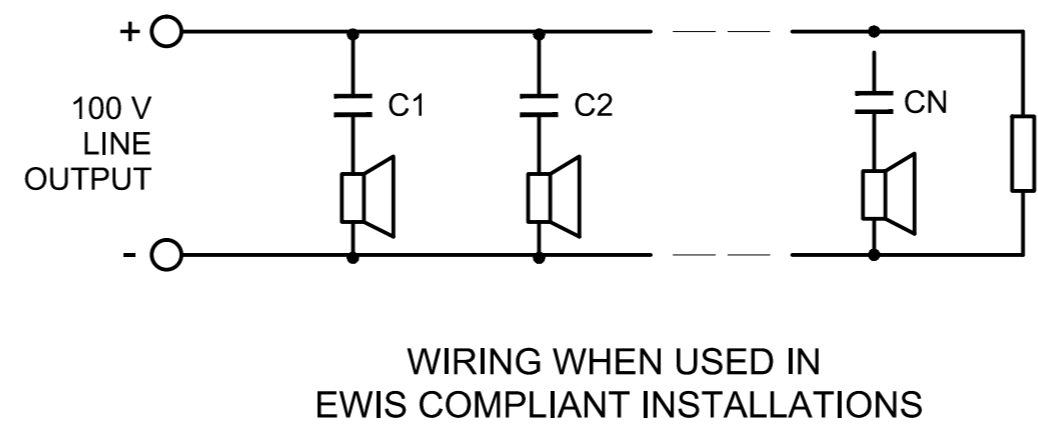 +
100 V
LINE
OUTPUT
-
C1
C2
CN
WIRING WHEN USED IN
EWIS COMPLIANT INSTALLATIONS